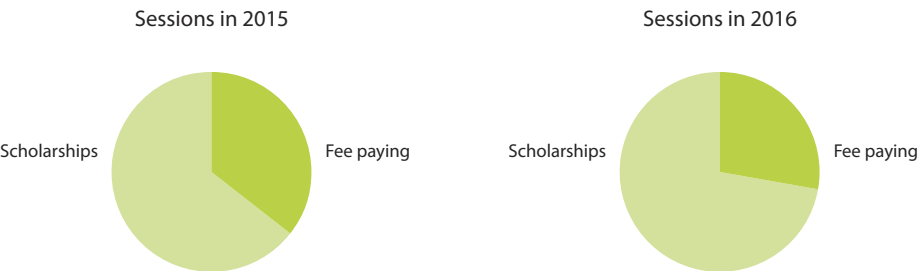 Sessions in 2015
Scholarships
Fee paying
Sessions in 2016
Scholarships
Fee paying